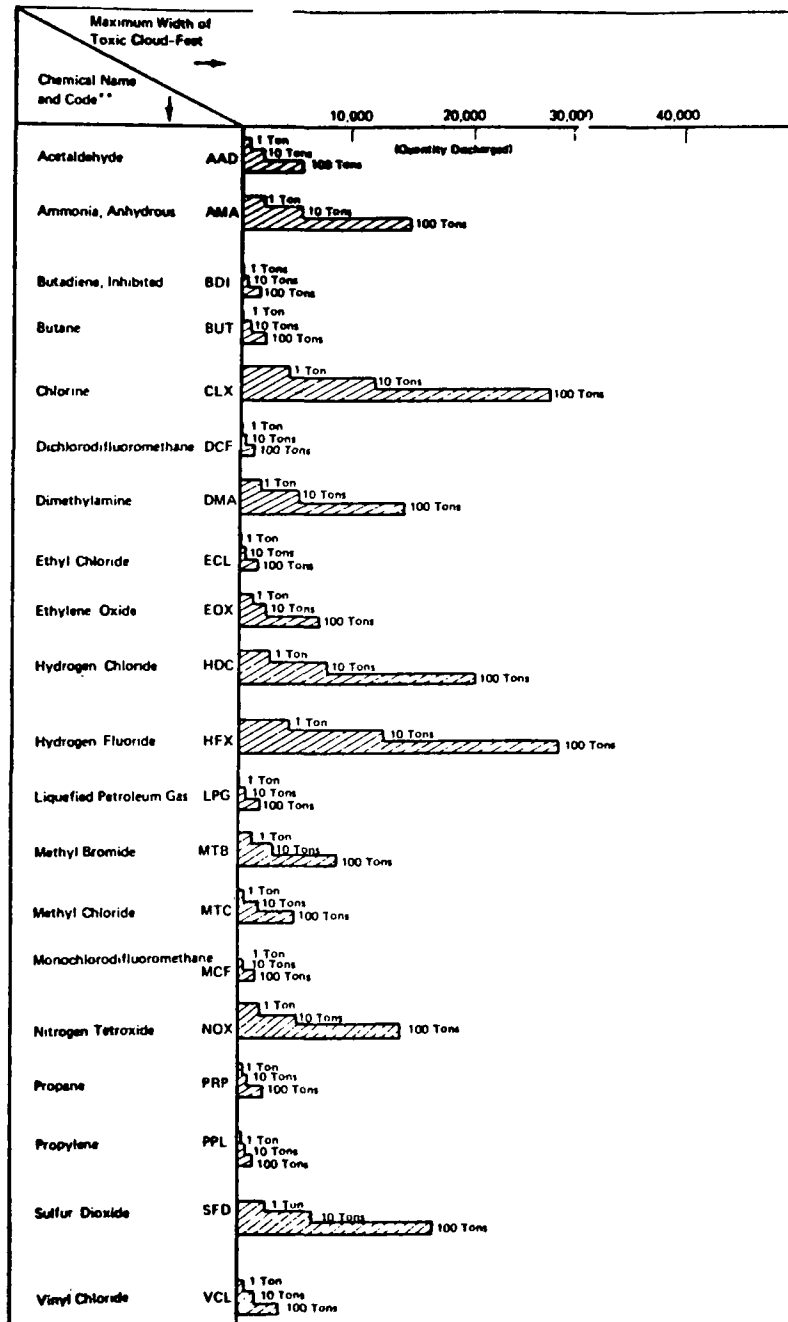 Maximum Width of
Toxic Cloud-Feet
Chemical Name
and Code**
10,000 20,000 30,000 40,000
(Quantity Discharged)
Acetaldehyde AAD 1 Ton 10 Tons 100 Tons
Ammonia, Anhydrous AMA 1 Ton 10 Tons 100 Tons
Butadiene, Inhibited BDI 1 Tons 10 Tons 100 Tons
Butane BUT 1 Ton 10 Tons 100 Tons
Chlorine CLX 1 Ton 10 Tons 100 Tons
Dichlorodifluoromethane DCF 1 Ton 10 Tons 100 Tons
Dimethylamine DMA 1 Ton 10 Tons 100 Tons
Ethyl Chloride ECL 1 Ton 10 Tons 100 Tons
Ethylene Oxide EOX 1 Ton 10 Tons 100 Tons
Hydrogen Chloride HDC 1 Ton 10 Tons 100 Tons
Hydrogen Fluoride HFX 1 Ton 10 Tons 100 Tons
Liquefied Petroleum Gas LPG 1 Ton 10 Tons 100 Tons
Methyl Bromide MTB 1 Ton 10 Tons 100 Tons
Methyl Chloride MTC 1 Ton 10 Tons 100 Tons
Monochlorodifluoromethane MCF 1 Ton 10 Tons 100 Tons
Nitrogen Tetroxide NOX 1 Ton 10 Tons 100 Tons
Propane PRP 1 Ton 10 Tons 100 Tons
Propylene PPL 1 Ton 10 Tons 100 Tons
Sulfur Dioxide SFD 1 Ton 10 Tons 100 Tons
Vinyl Chloride VCL 1 Ton 10 Tons 100 Tons